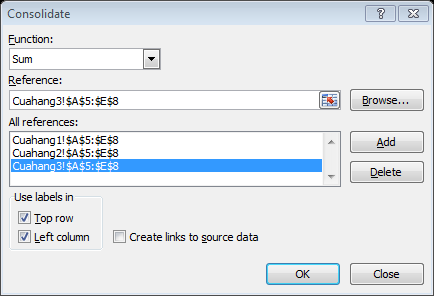 Consolidate
Function:
Sum
Reference:
Cuahang3!$A$5:$E$8
Browse...
All references:
Cuahang1!$A$5:$E$8
Cuahang2!$A$5:$E$8
Cuahang3!$A$5:$E$8
Add
Delete
Use labels in
Top row
Left column
Create links to source data
OK
Close